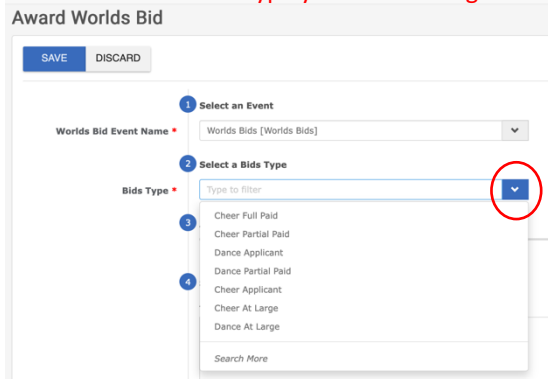 Award Worlds Bid
SAVE DISCARD
1 Select an Event
Worlds Bid Event Name * Worlds Bids [Worlds Bids]
2 Select a Bids Type
Bids Type * Type to filter
Cheer Full Paid
3
Cheer Partial Paid
Dance Applicant
Dance Partial Paid
4
Cheer Applicant
Cheer At Large
Dance At Large
Search More